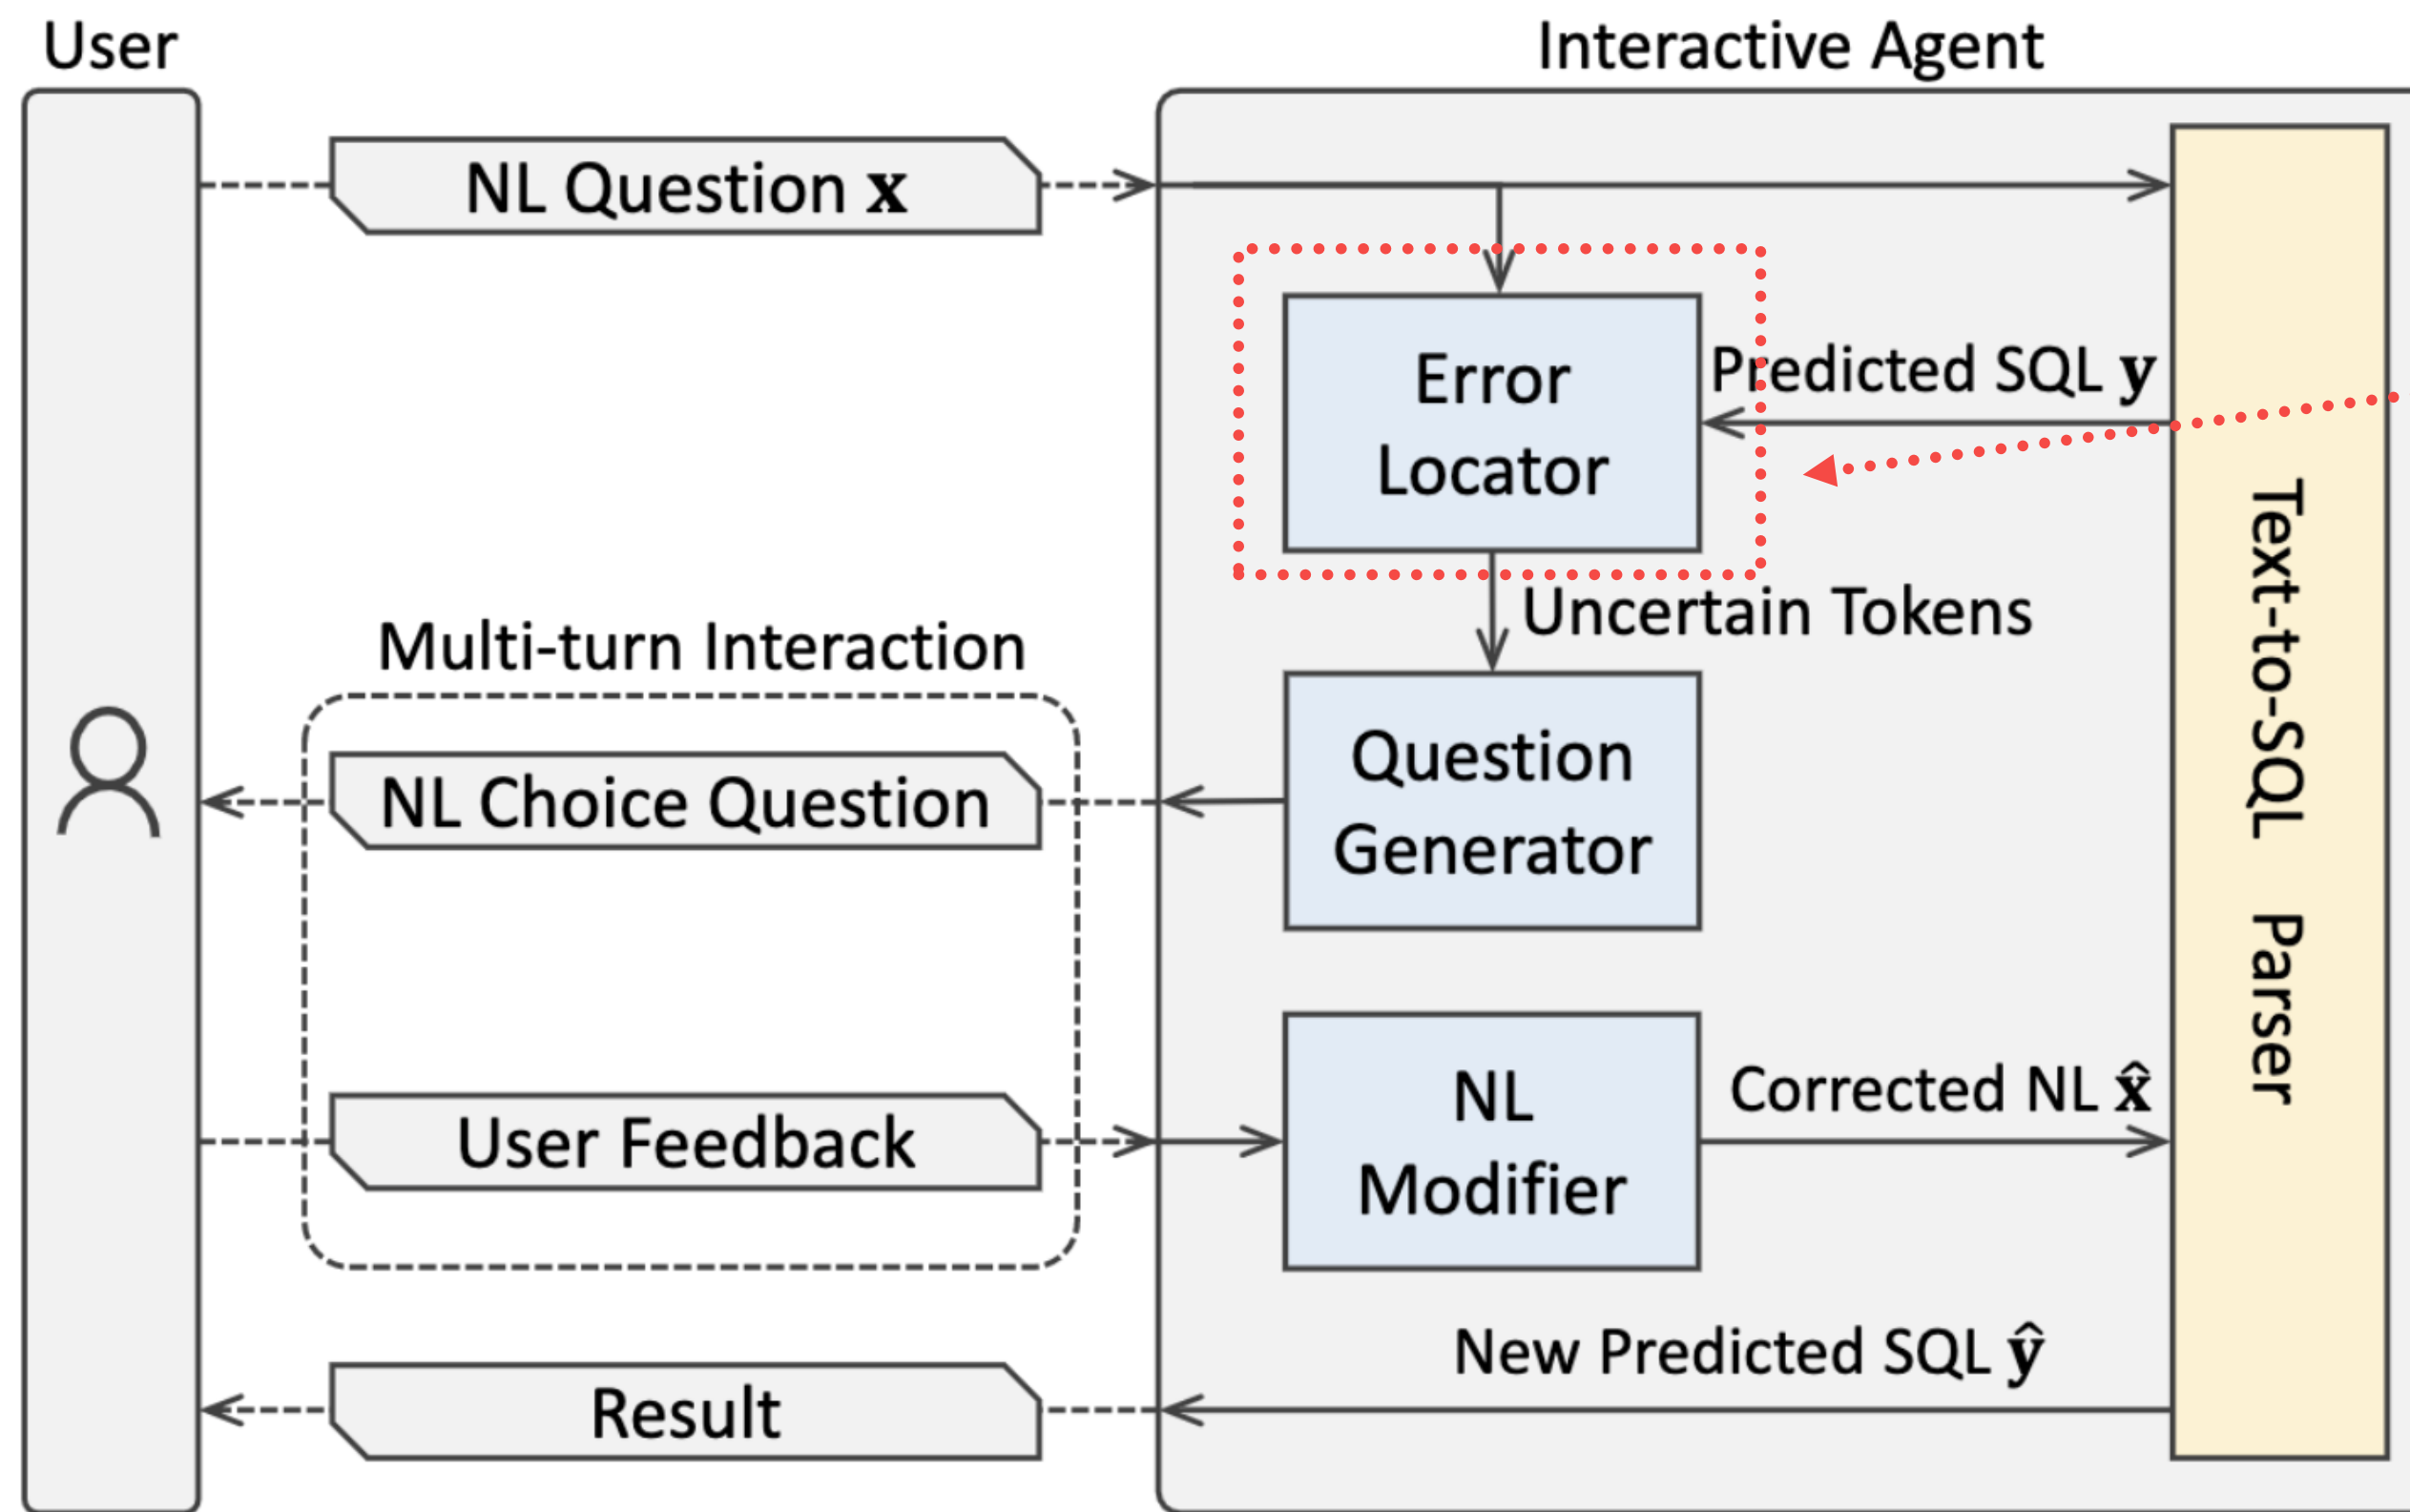 User
Interactive Agent
NL Question x
Error
Locator
Predicted SQL y
Uncertain Tokens
Multi-turn Interaction
NL Choice Question
Question
Generator
User Feedback
NL
Modifier
Corrected NL x̂
New Predicted SQL ŷ
Result
Text-to-SQL Parser